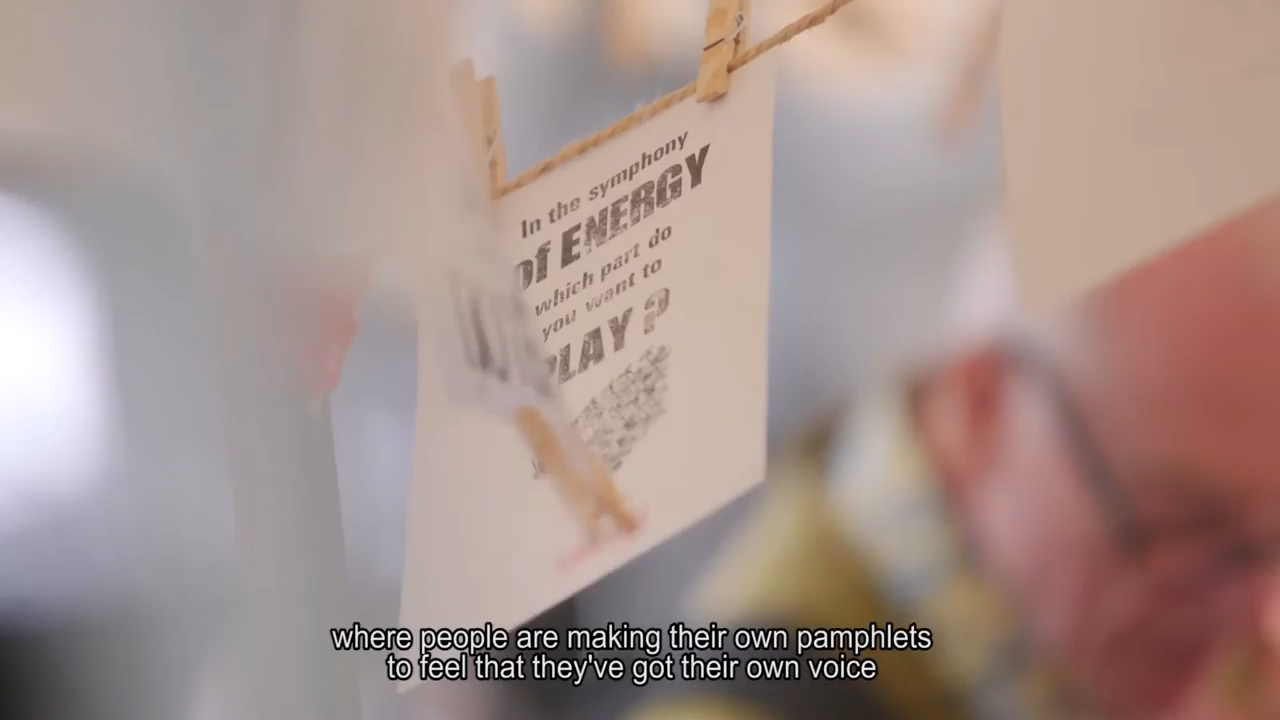 In the symphony
of ENERGY
which part do
you want to
PLAY?
where people are making their own pamphlets
to feel that they've got their own voice